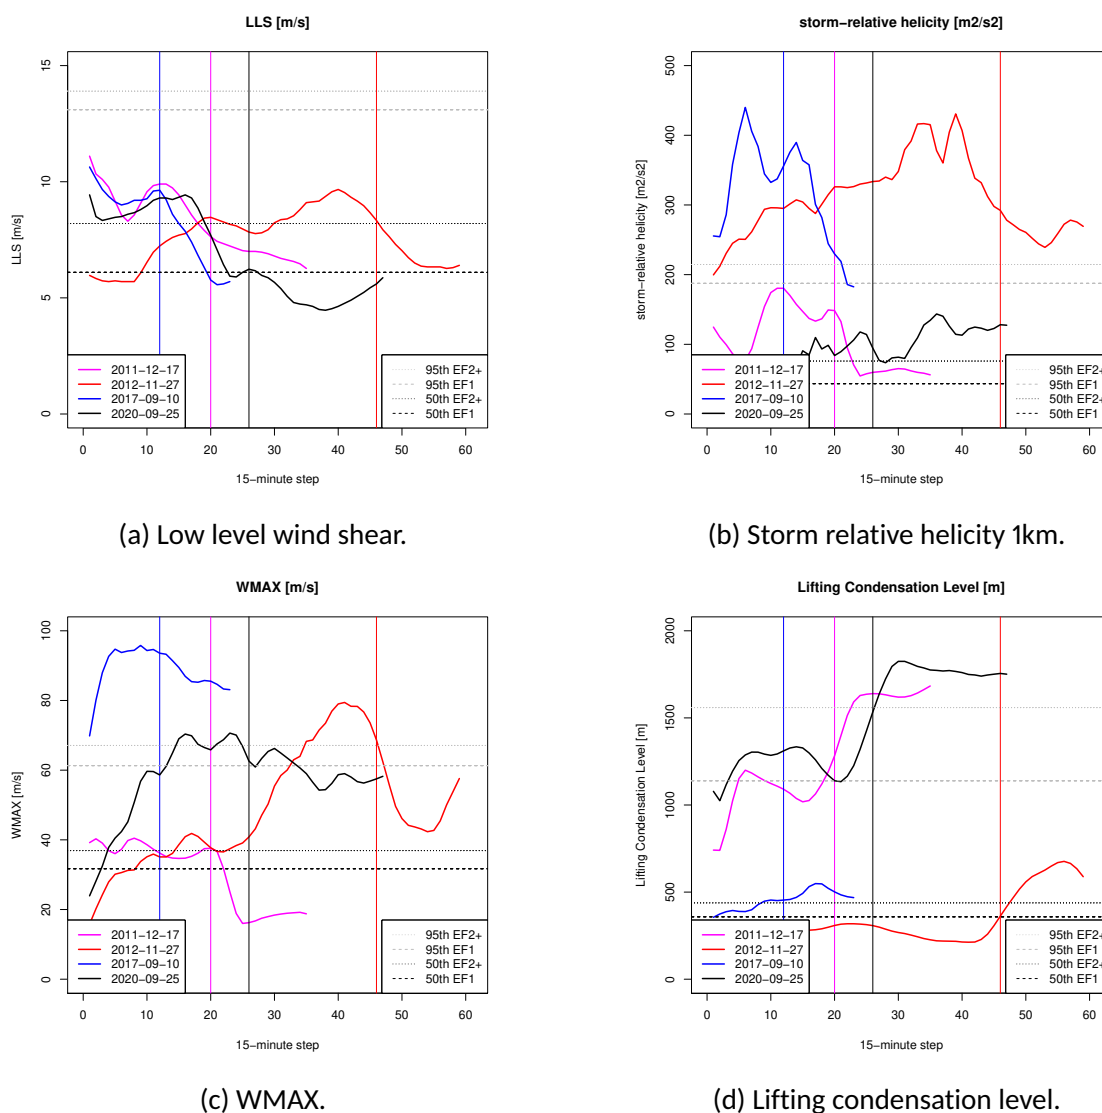 LLS [m/s]
LLS [m/s]
0 5 10 15
2011−12−17
2012−11−27
2017−09−10
2020−09−25
95th EF2+
95th EF1
50th EF2+
50th EF1
0 10 20 30 40 50 60
15−minute step
(a) Low level wind shear.
storm−relative helicity [m2/s2]
storm−relative helicity [m2/s2]
0 100 200 300 400 500
2011−12−17
2012−11−27
2017−09−10
2020−09−25
95th EF2+
95th EF1
50th EF2+
50th EF1
0 10 20 30 40 50 60
15−minute step
(b) Storm relative helicity 1km.
WMAX [m/s]
WMAX [m/s]
0 20 40 60 80 100
2011−12−17
2012−11−27
2017−09−10
2020−09−25
95th EF2+
95th EF1
50th EF2+
50th EF1
0 10 20 30 40 50 60
15−minute step
(c) WMAX.
Lifting Condensation Level [m]
Lifting Condensation Level [m]
0 500 1000 1500 2000
2011−12−17
2012−11−27
2017−09−10
2020−09−25
95th EF2+
95th EF1
50th EF2+
50th EF1
0 10 20 30 40 50 60
15−minute step
(d) Lifting condensation level.